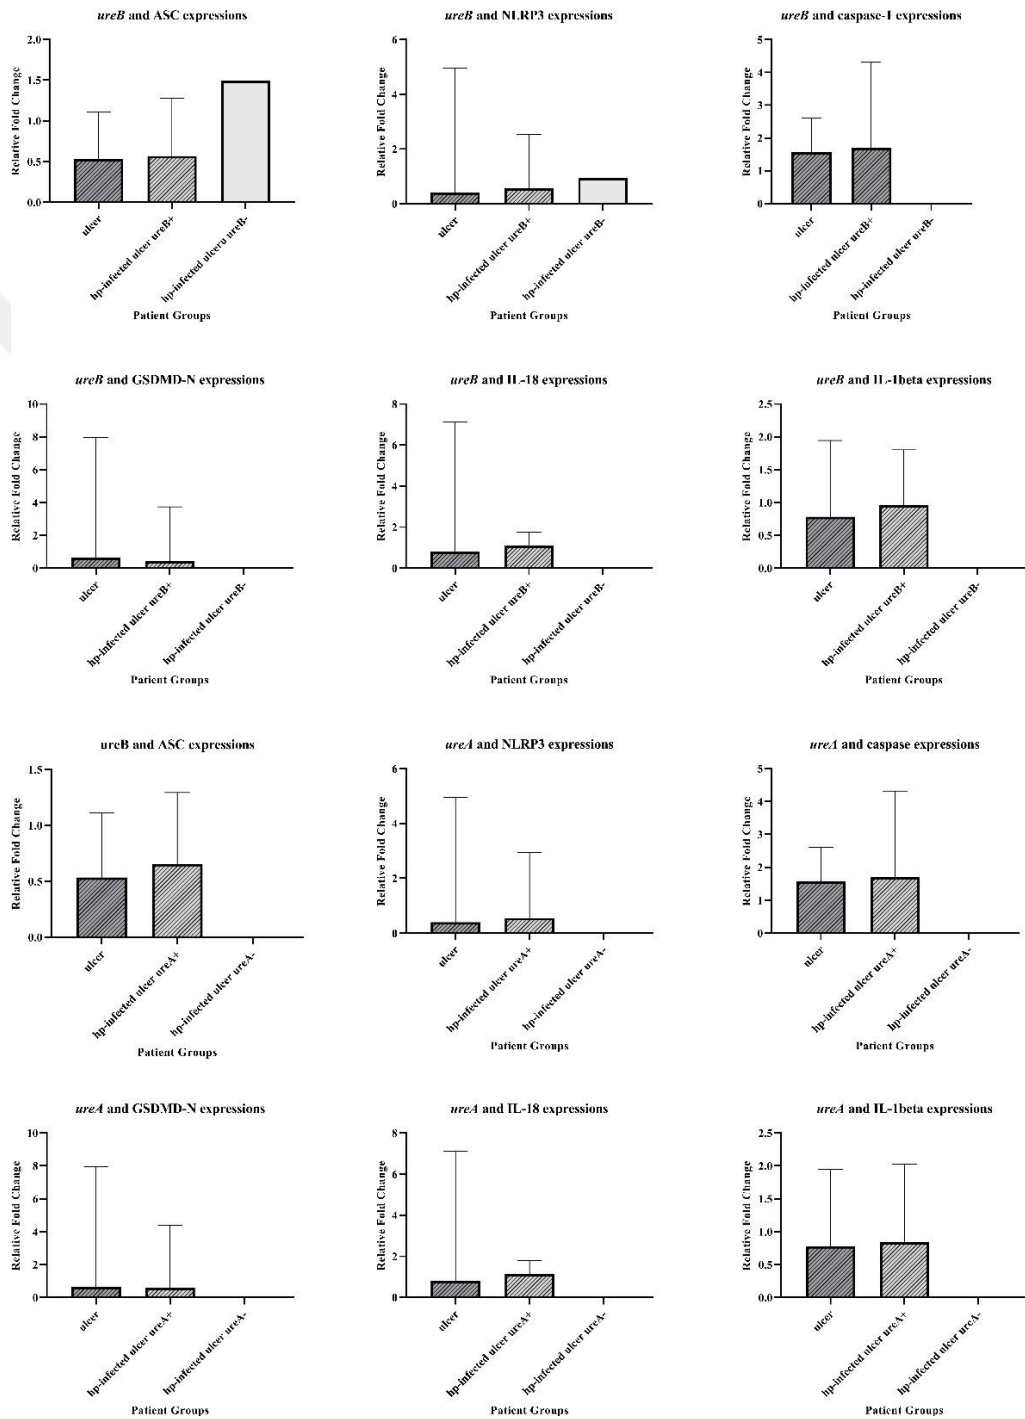 ureB and ASC expressions
Relative Fold Change
2.0
1.5
1.0
0.5
0.0
ulcer
hp-infected ulcer ureB+
hp-infected ulceru ureB-
Patient Groups
ureB and NLRP3 expressions
Relative Fold Change
6
4
2
0
ulcer
hp-infected ulcer ureB+
hp-infected ulcer ureB-
Patient Groups
ureB and caspase-1 expressions
Relative Fold Change
5
4
3
2
1
0
ulcer
hp-infected ulcer ureB+
hp-infected ulcer ureB-
Patient Groups
ureB and GSDMD-N expressions
Relative Fold Change
10
8
6
4
2
0
ulcer
hp-infected ulcer ureB+
hp-infected ulcer ureB-
Patient Groups
ureB and IL-18 expressions
Relative Fold Change
8
6
4
2
0
ulcer
hp-infected ulcer ureB+
hp-infected ulcer ureB-
Patient Groups
ureB and IL-1beta expressions
Relative Fold Change
2.5
2.0
1.5
1.0
0.5
0.0
ulcer
hp-infected ulcer ureB+
hp-infected ulcer ureB-
Patient Groups
ureB and ASC expressions
Relative Fold Change
1.5
1.0
0.5
0.0
ulcer
hp-infected ulcer ureA+
hp-infected ulcer ureA-
Patient Groups
ureA and NLRP3 expressions
Relative Fold Change
6
4
2
0
ulcer
hp-infected ulcer ureA+
hp-infected ulcer ureA-
Patient Groups
ureA and caspase expressions
Relative Fold Change
5
4
3
2
1
0
ulcer
hp-infected ulcer ureA+
hp-infected ulcer ureA-
Patient Groups
ureA and GSDMD-N expressions
Relative Fold Change
10
8
6
4
2
0
ulcer
hp-infected ulcer ureA+
hp-infected ulcer ureA-
Patient Groups
ureA and IL-18 expressions
Relative Fold Change
8
6
4
2
0
ulcer
hp-infected ulcer ureA+
hp-infected ulcer ureA-
Patient Groups
ureA and IL-1beta expressions
Relative Fold Change
2.5
2.0
1.5
1.0
0.5
0.0
ulcer
hp-infected ulcer ureA+
hp-infected ulcer ureA-
Patient Groups